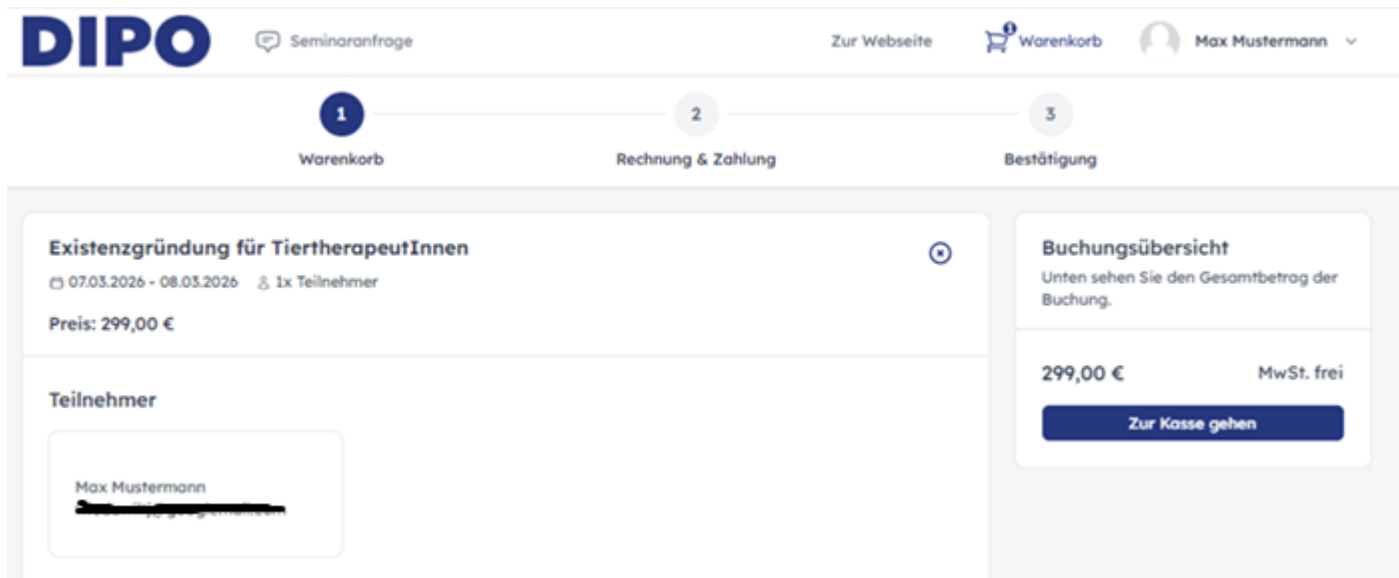 DIPO
Seminaranfrage
Zur Webseite
1
Warenkorb
Max Mustermann
1
2
3
Warenkorb
Rechnung & Zahlung
Bestätigung
Existenzgründung für TiertherapeutInnen
07.03.2026 - 08.03.2026 1x Teilnehmer
Preis: 299,00 €
Teilnehmer
Max Mustermann
Buchungsübersicht
Unten sehen Sie den Gesamtbetrag der
Buchung.
299,00 € MwSt. frei
Zur Kasse gehen